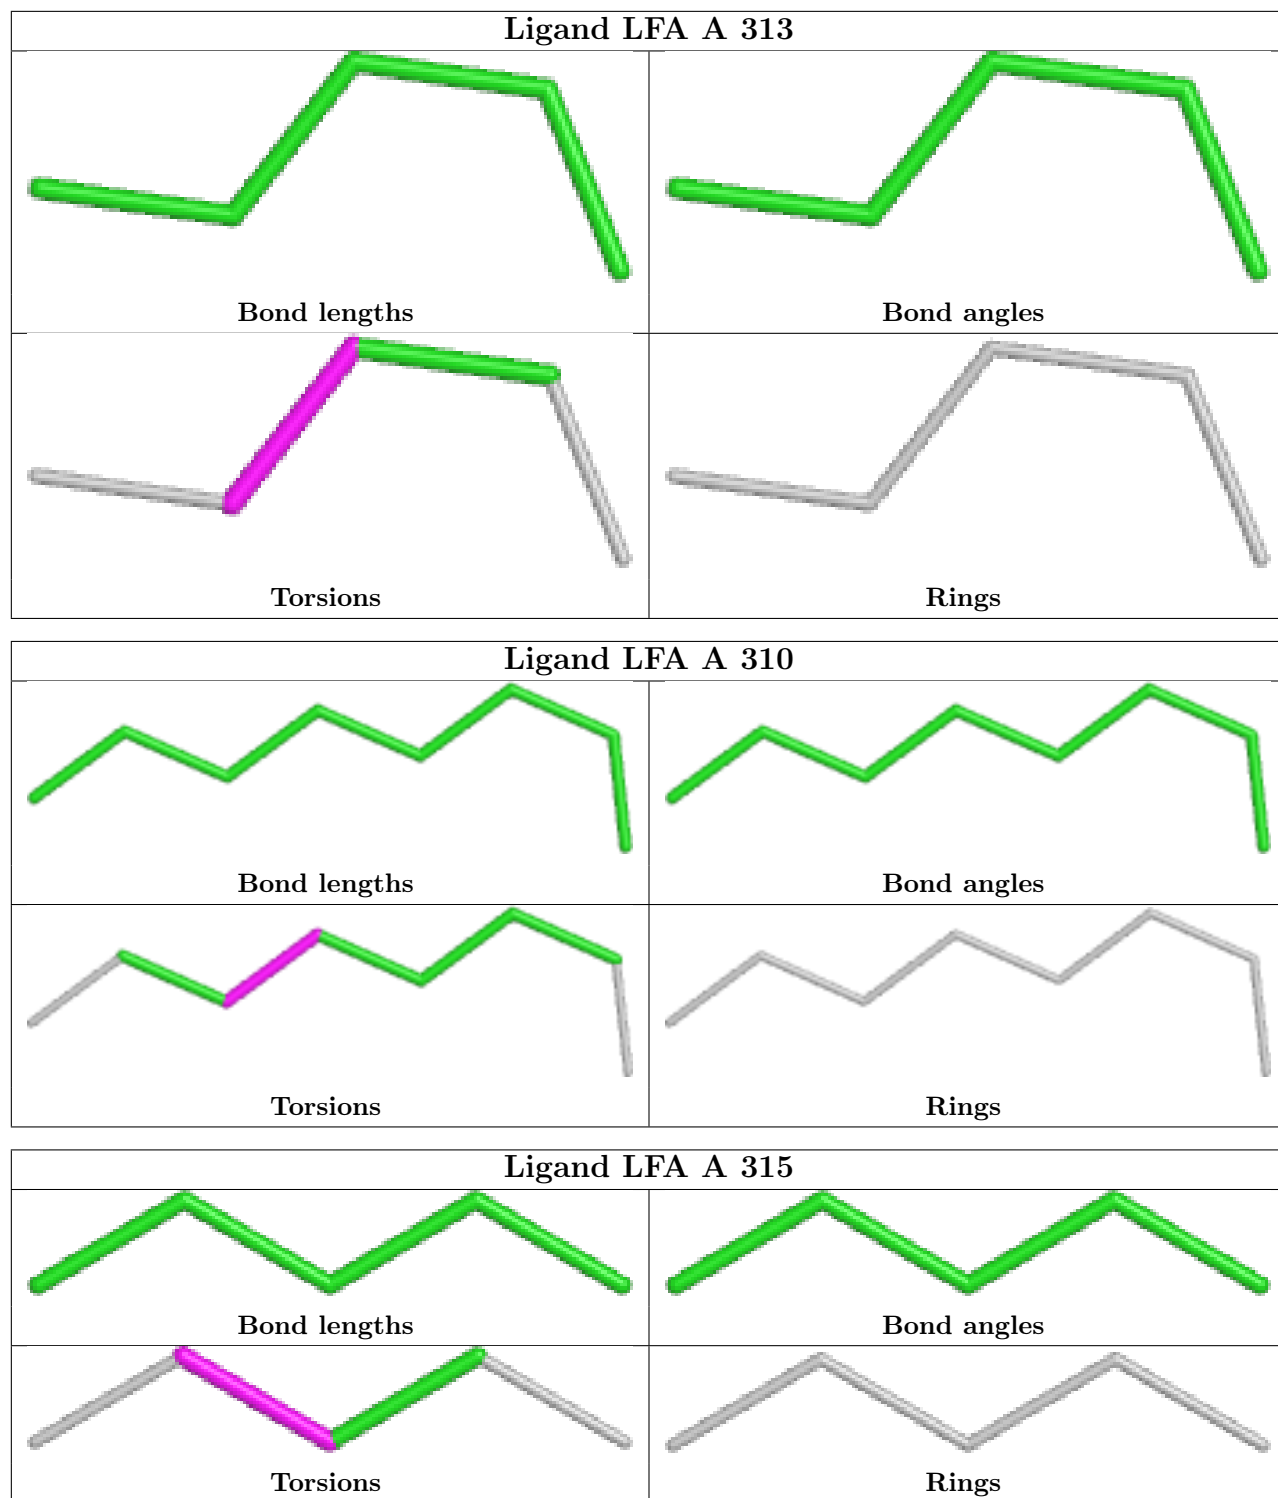 Ligand LFA A 313
Bond lengths
Bond angles
Torsions
Rings
Ligand LFA A 310
Bond lengths
Bond angles
Torsions
Rings
Ligand LFA A 315
Bond lengths
Bond angles
Torsions
Rings